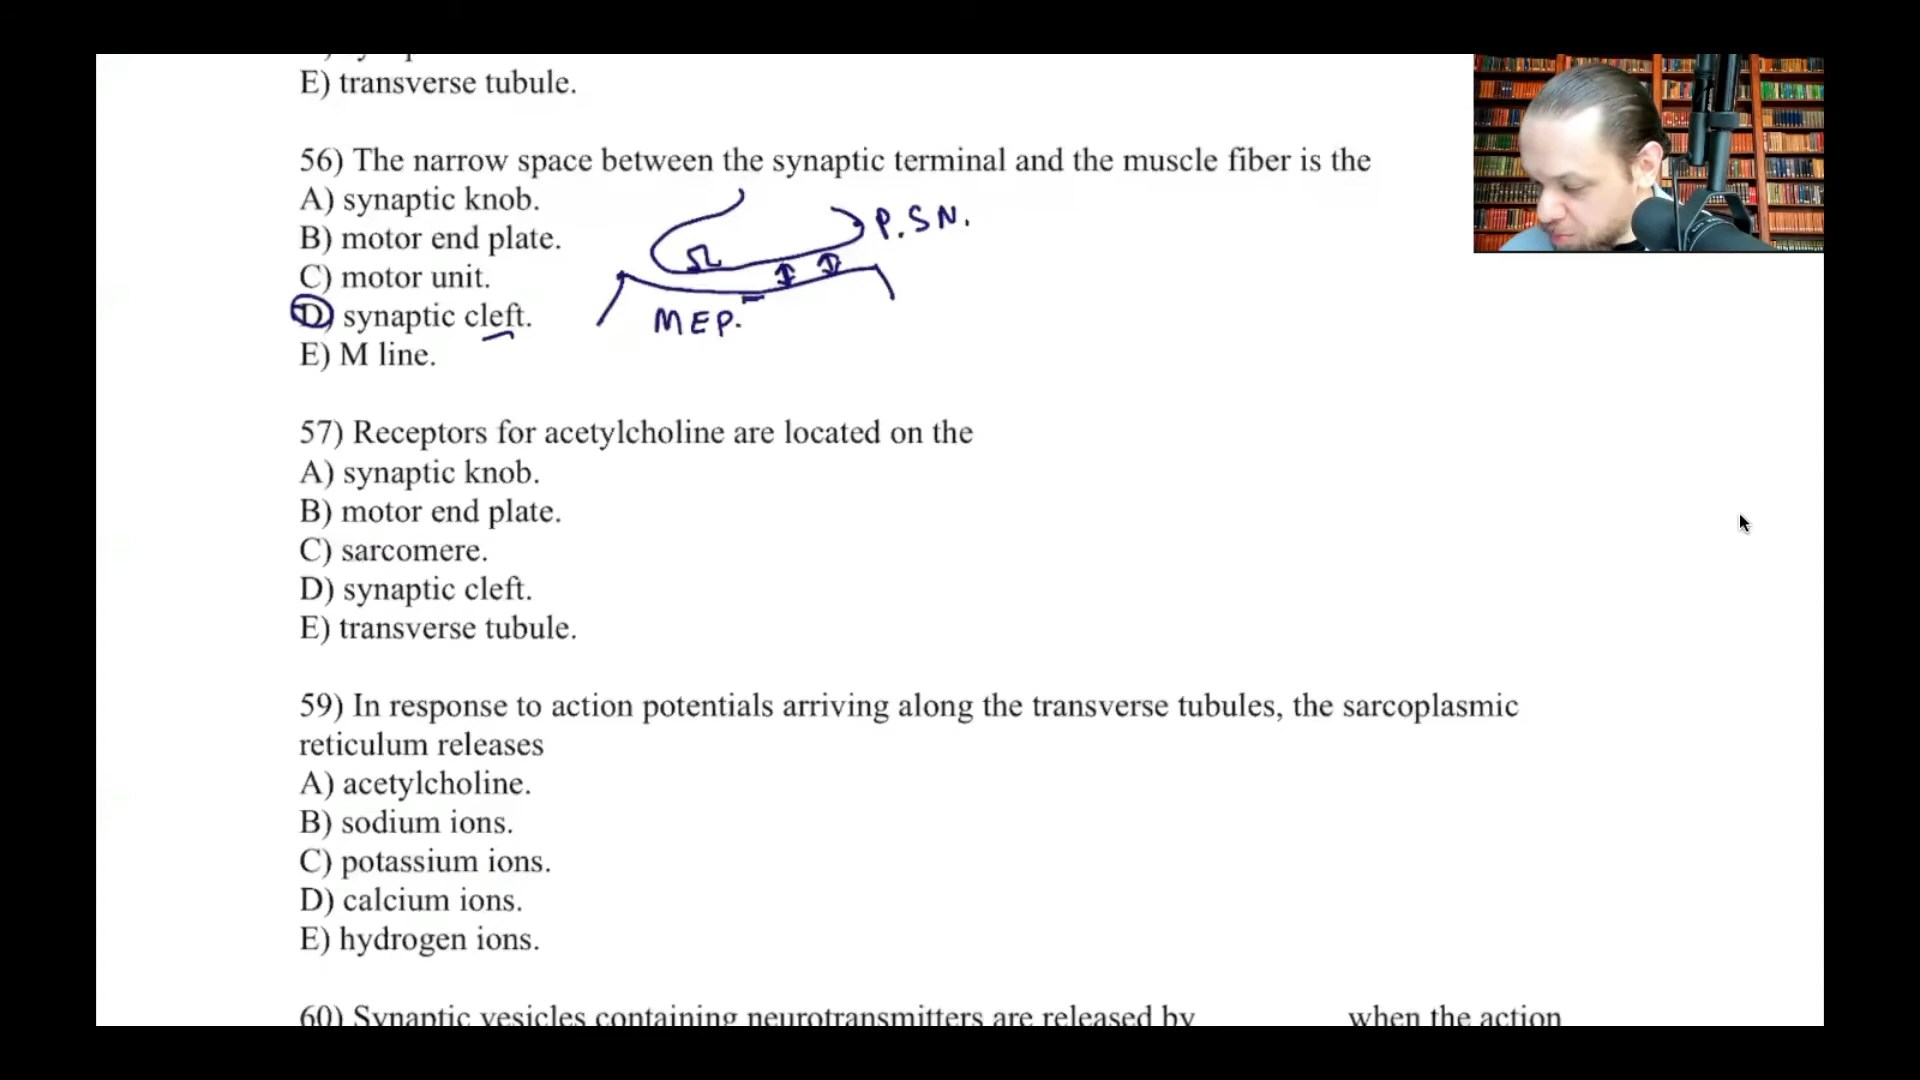 E) transverse tubule.
56) The narrow space between the synaptic terminal and the muscle fiber is the
A) synaptic knob.
B) motor end plate.
C) motor unit.
D) synaptic cleft.
E) M line.
P.SN.
MEP.
57) Receptors for acetylcholine are located on the
A) synaptic knob.
B) motor end plate.
C) sarcomere.
D) synaptic cleft.
E) transverse tubule.
59) In response to action potentials arriving along the transverse tubules, the sarcoplasmic
reticulum releases
A) acetylcholine.
B) sodium ions.
C) potassium ions.
D) calcium ions.
E) hydrogen ions.
60) Synaptic vesicles containing neurotransmitters are released by ________ when the action